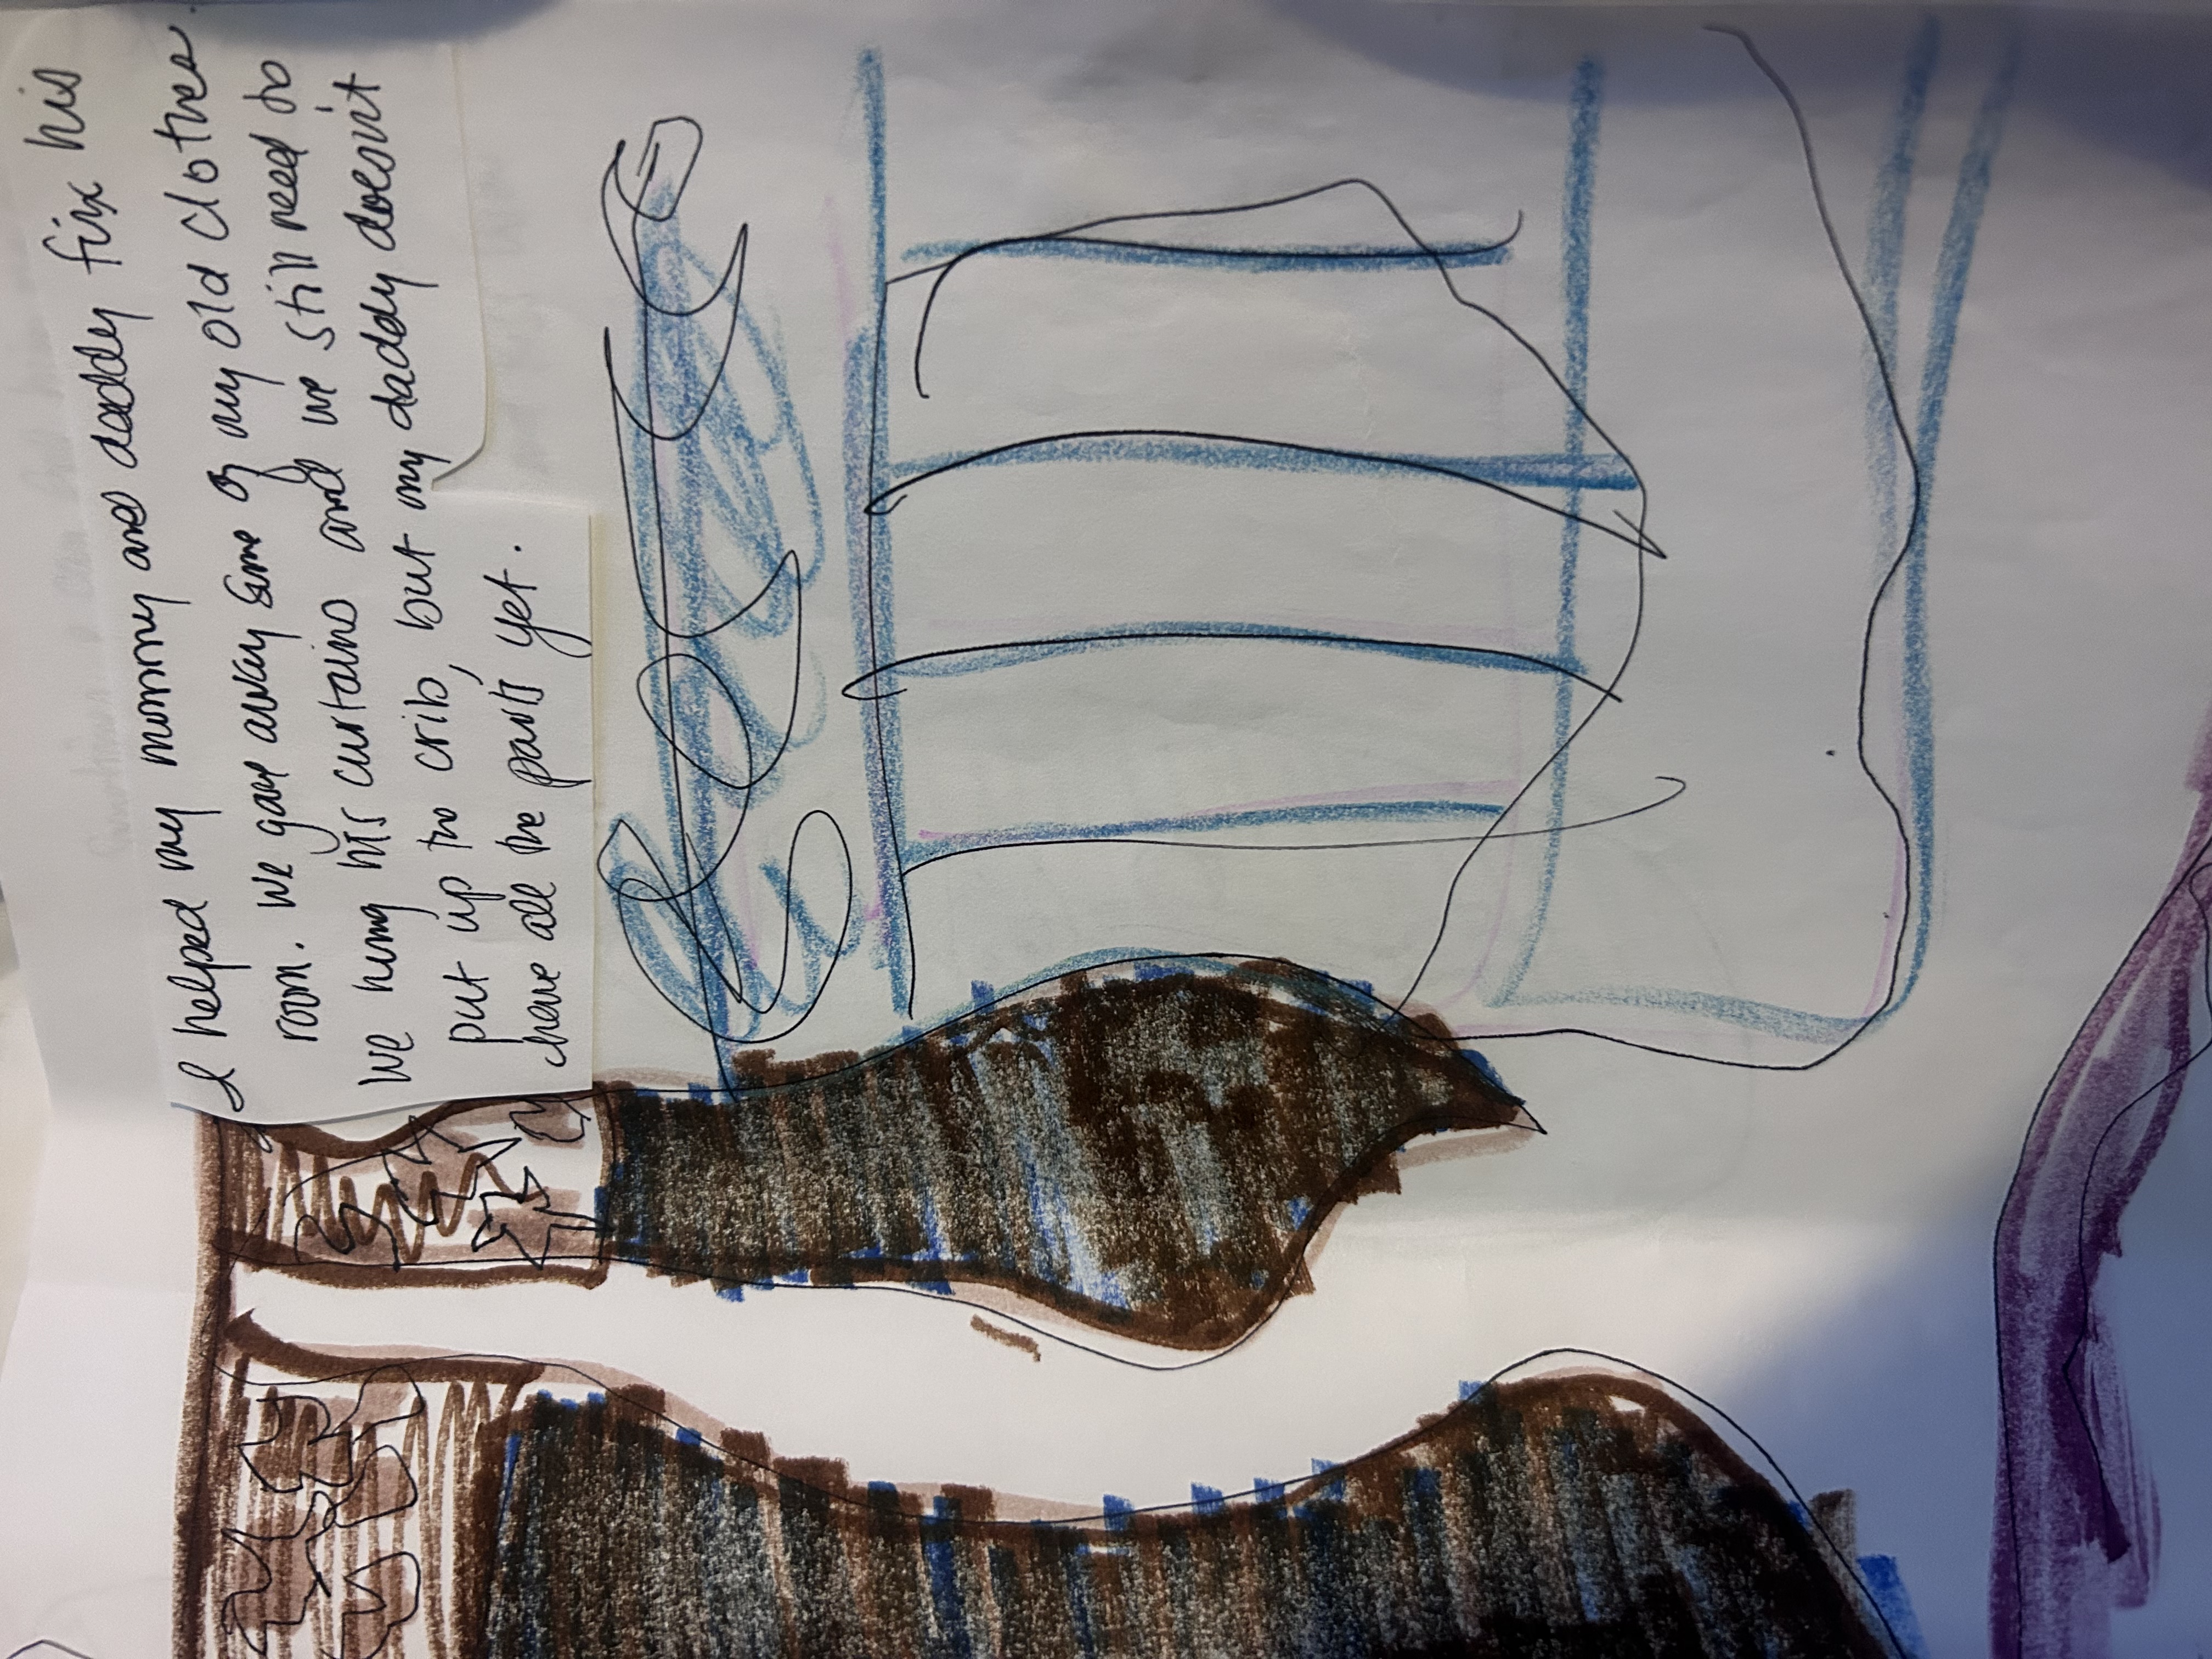 I helped my mommy and daddy fix his
room. We gave away some of my old clothes.
We hung his curtains and we still need to
put up the crib, but my daddy doesn't
have all the parts yet.